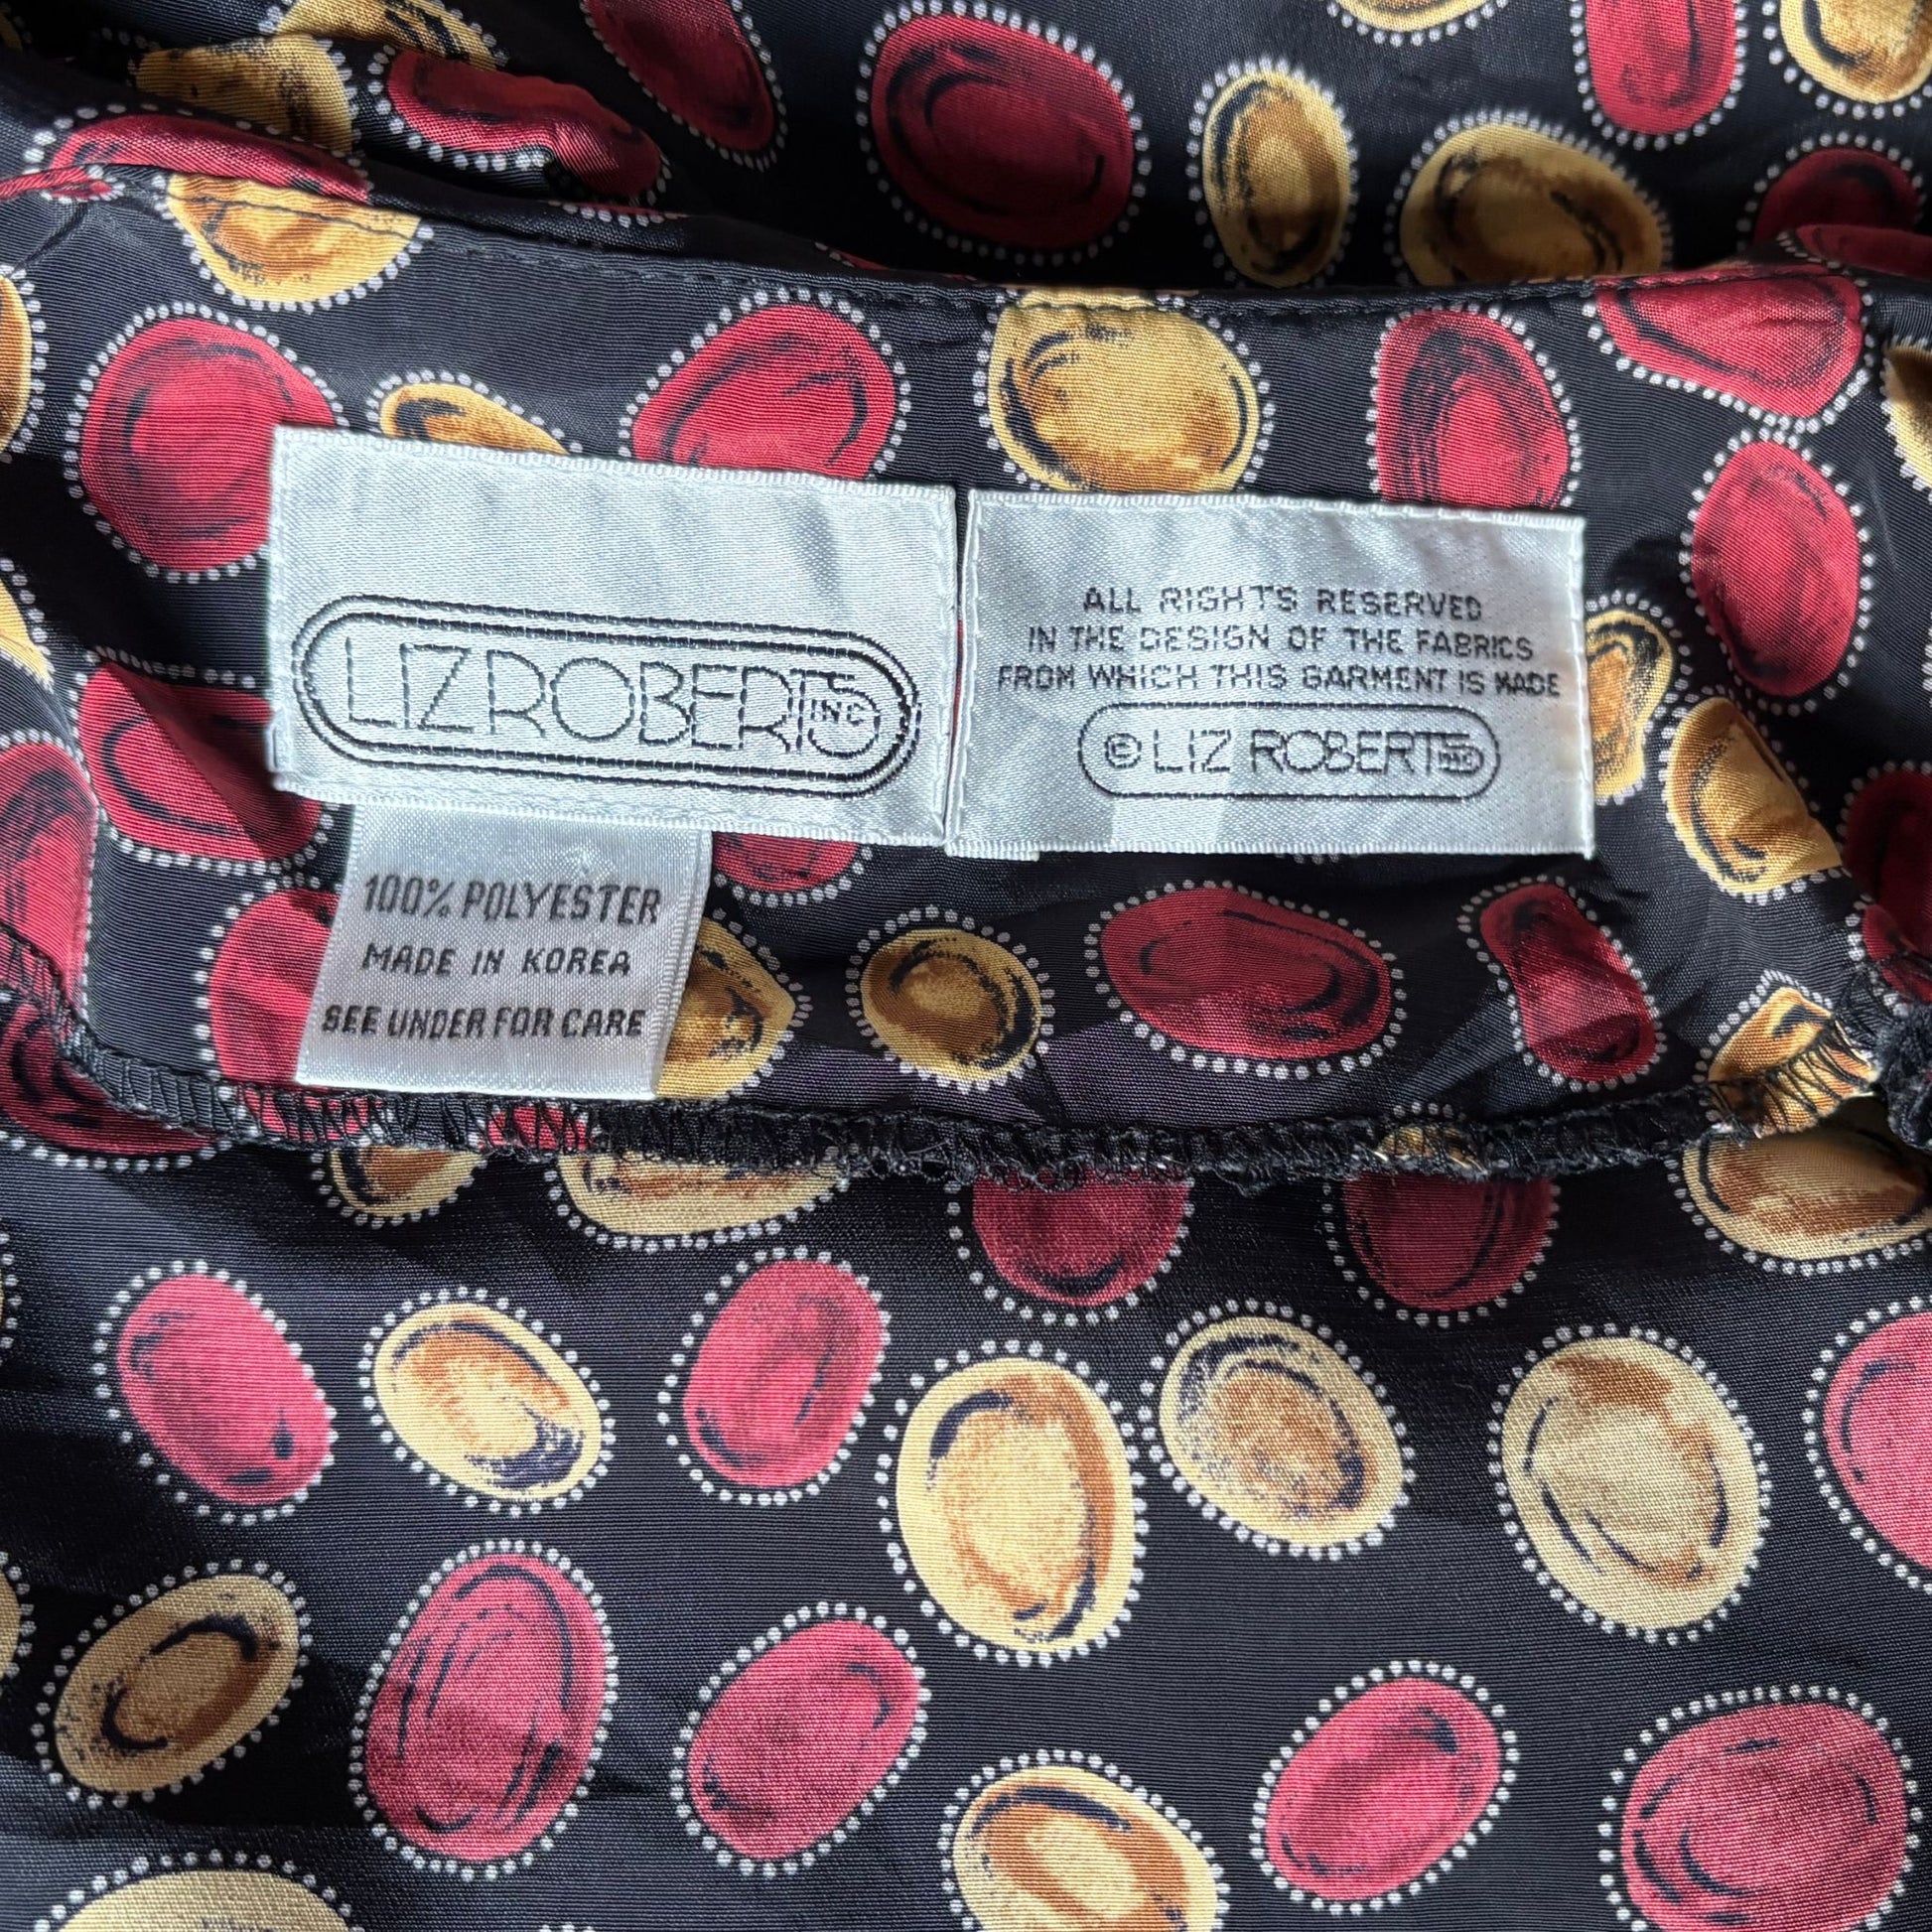 LIZ ROBERTS INC
ALL RIGHTS RESERVED
IN THE DESIGN OF THE FABRICS
FROM WHICH THIS GARMENT IS MADE
© LIZ ROBERTS INC
100% POLYESTER
MADE IN KOREA
SEE UNDER FOR CARE